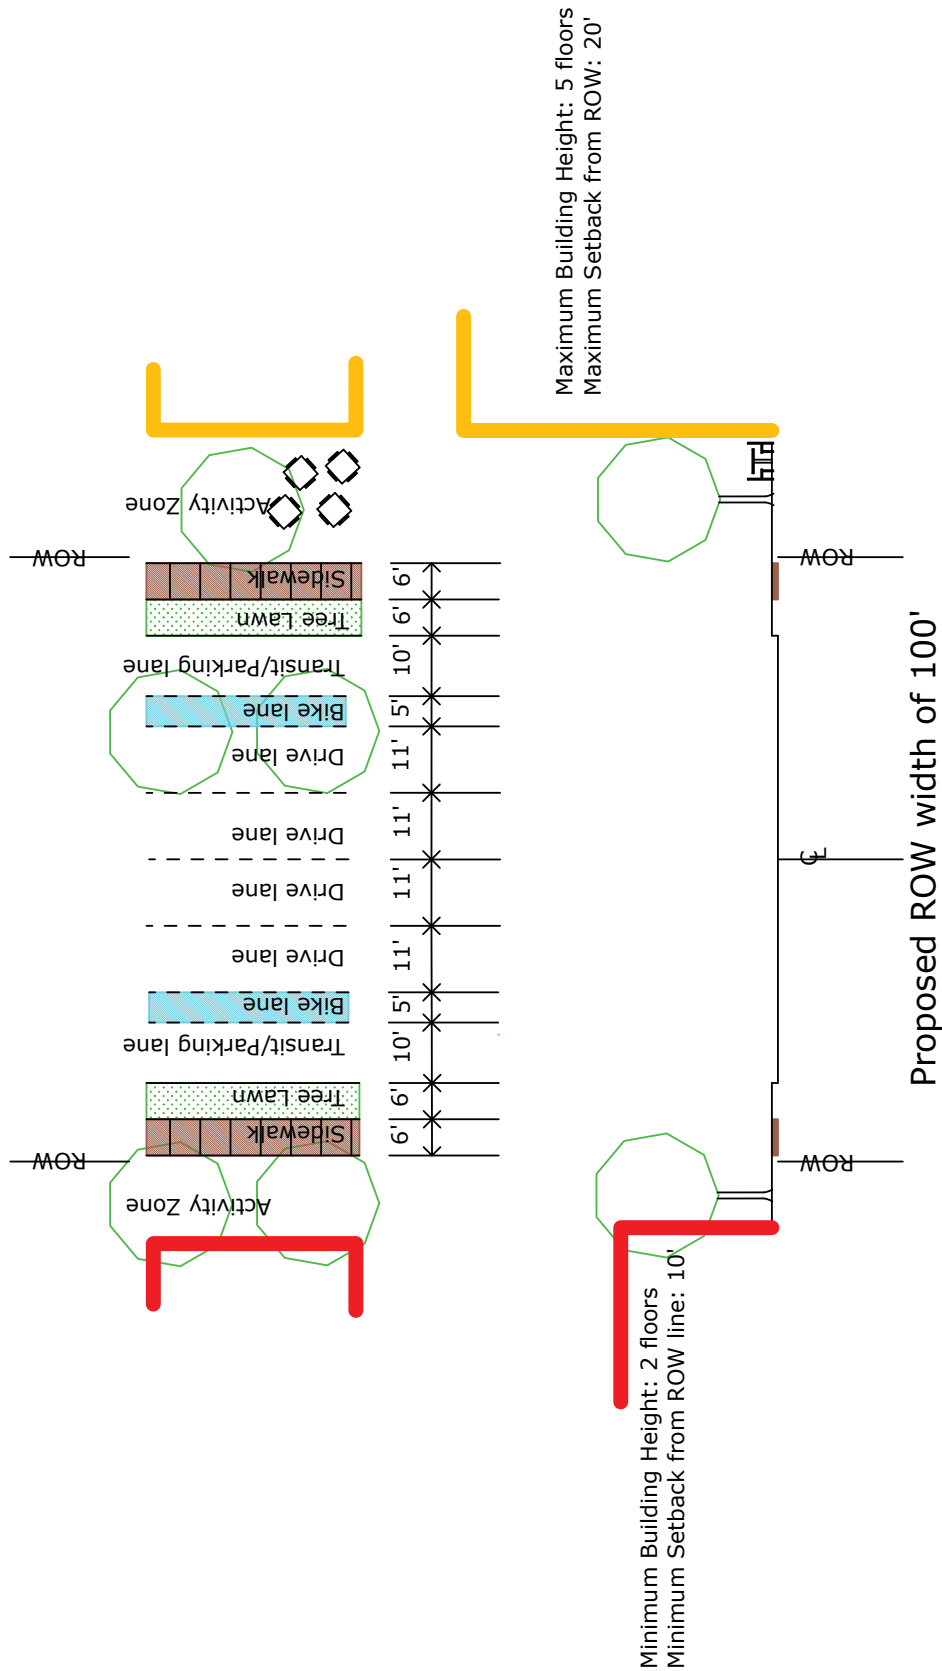 Maximum Building Height: 5 floors
Maximum Setback from ROW: 20'
ROW
Activity Zone
ROW
Sidewalk
6'
Tree Lawn
6'
Transit/Parking lane
10'
Bike lane
5'
Drive lane
11'
Drive lane
11'
Drive lane
11'
Drive lane
11'
Bike lane
5'
Transit/Parking lane
10'
Tree Lawn
6'
Sidewalk
6'
ROW
Activity Zone
ROW
CL
Minimum Building Height: 2 floors
Minimum Setback from ROW line: 10'
Proposed ROW width of 100'